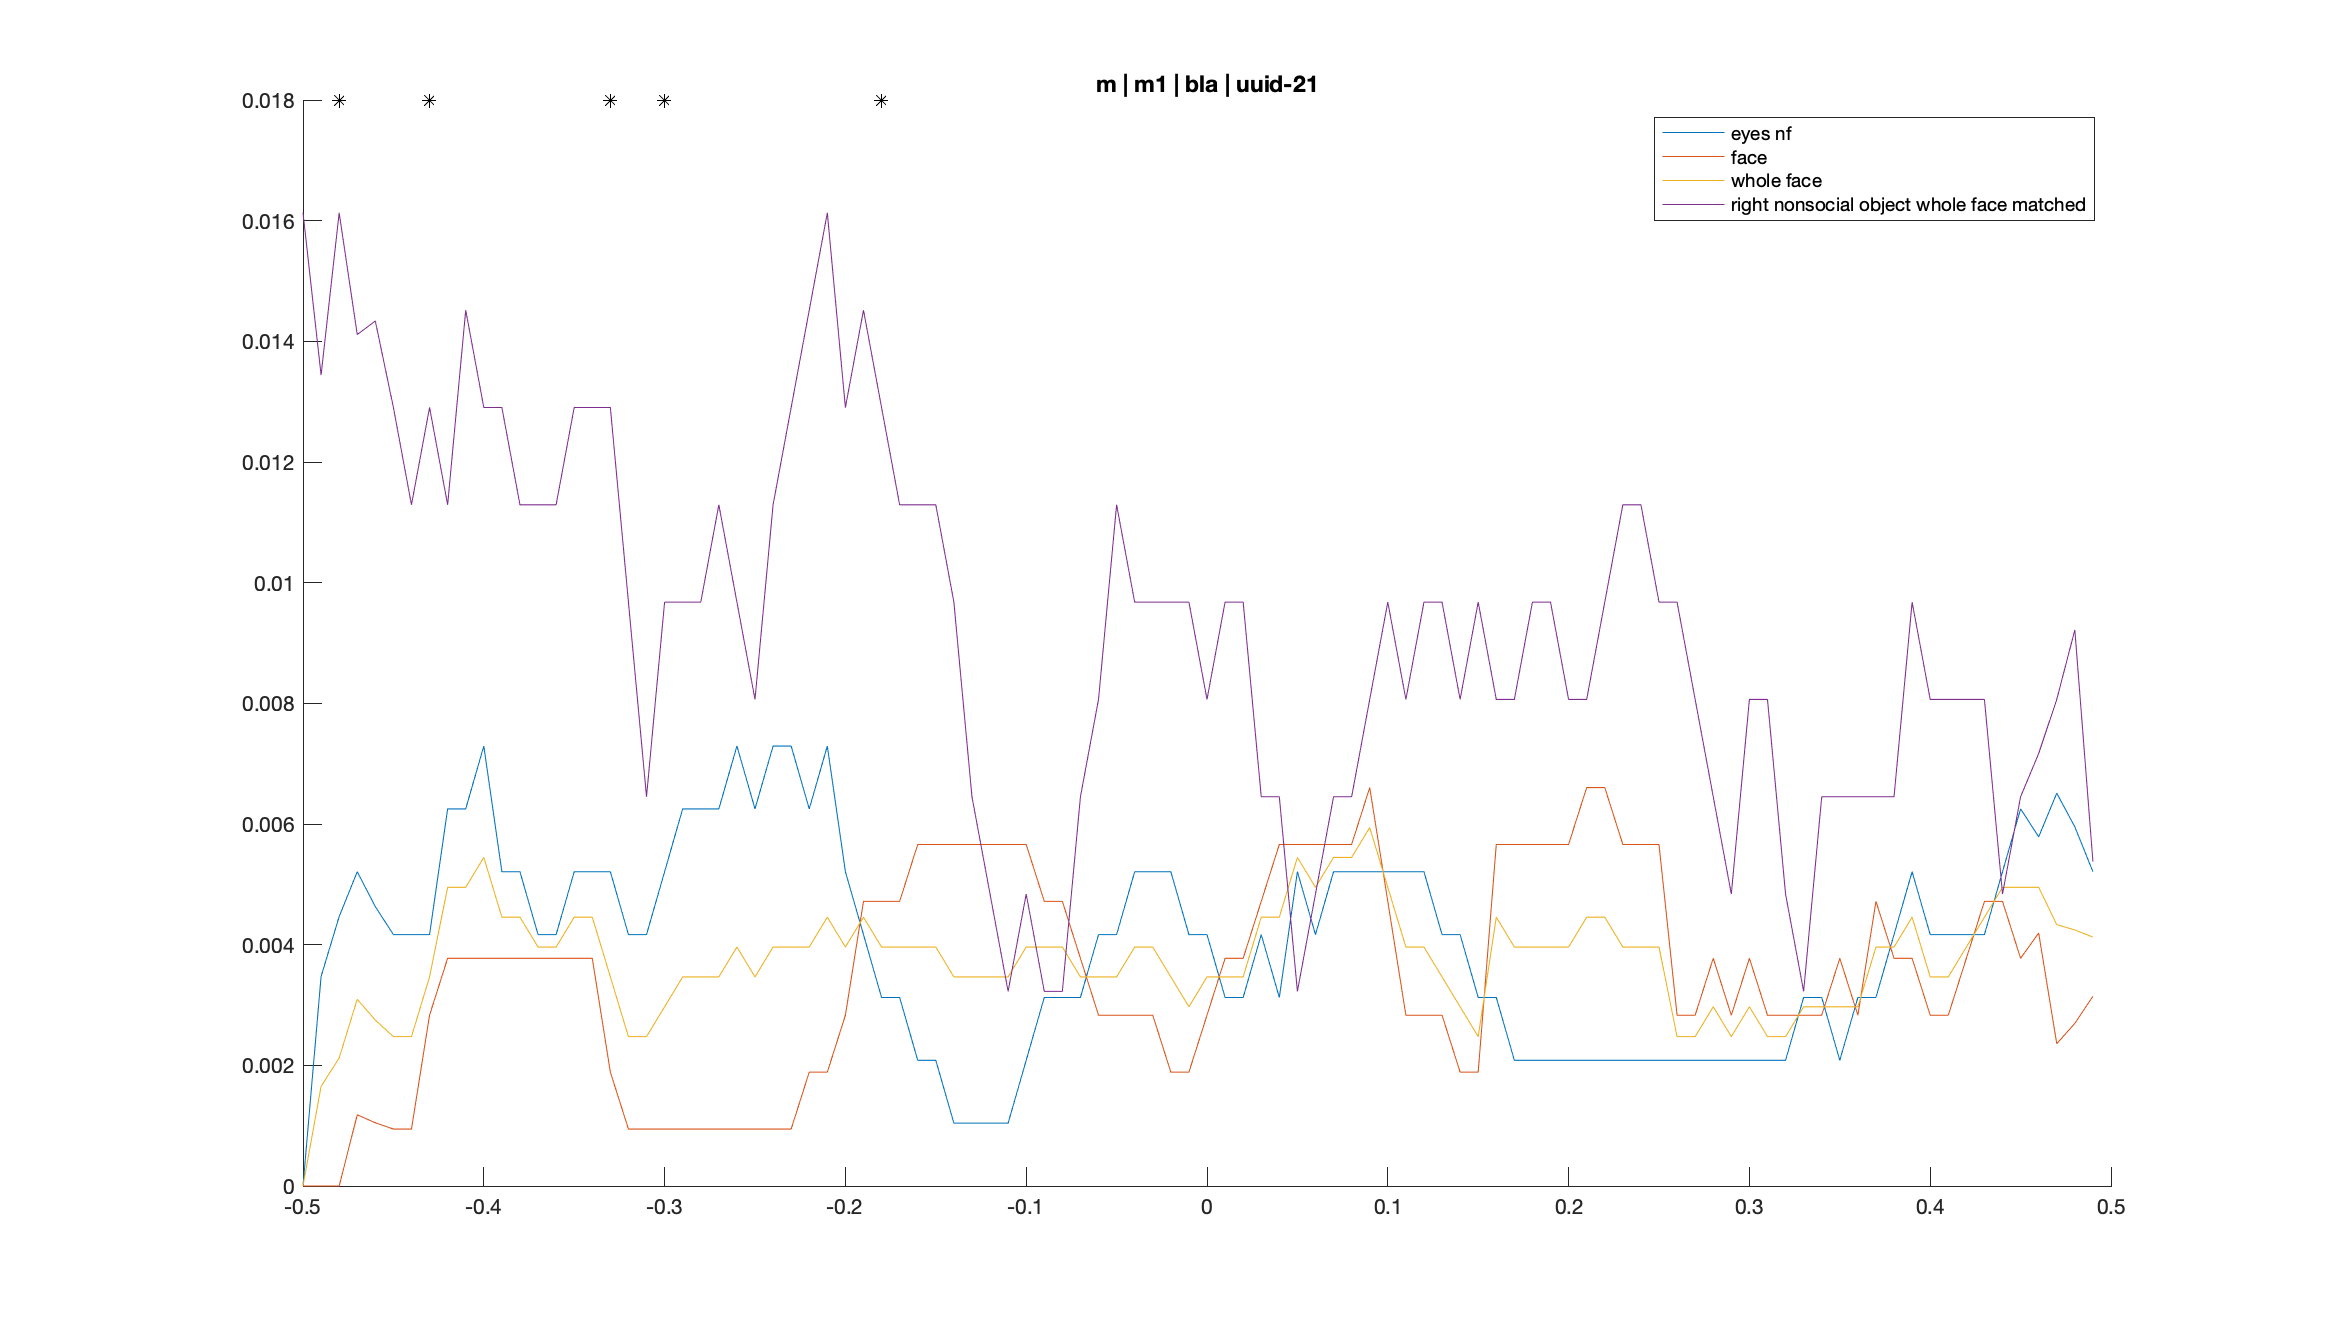 m | m1 | bla | uuid-21
0.018
0.016
0.014
0.012
0.01
0.008
0.006
0.004
0.002
0
eyes nf
face
whole face
right nonsocial object whole face matched
-0.5 -0.4 -0.3 -0.2 -0.1 0 0.1 0.2 0.3 0.4 0.5